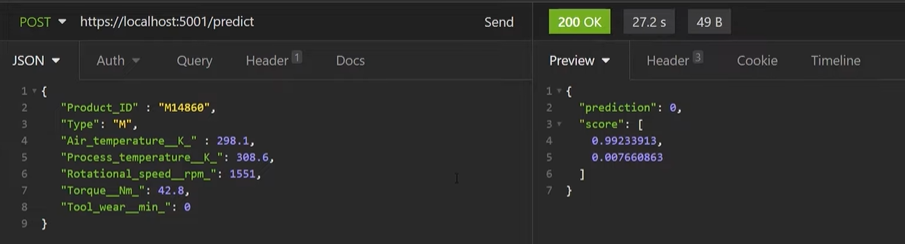 POST https://localhost:5001/predict Send
200 OK 27.2 s 49 B
JSON Auth Query Header 1 Docs
Preview Header 3 Cookie Timeline
1 {
2 "Product_ID" : "M14860",
3 "Type": "M",
4 "Air_temperature__K_" : 298.1,
5 "Process_temperature__K_": 308.6,
6 "Rotational_speed__rpm_": 1551,
7 "Torque__Nm_": 42.8,
8 "Tool_wear__min_": 0
9 }
1 {
2 "prediction": 0,
3 "score": [
4 0.99233913,
5 0.007660863
6 ]
7 }